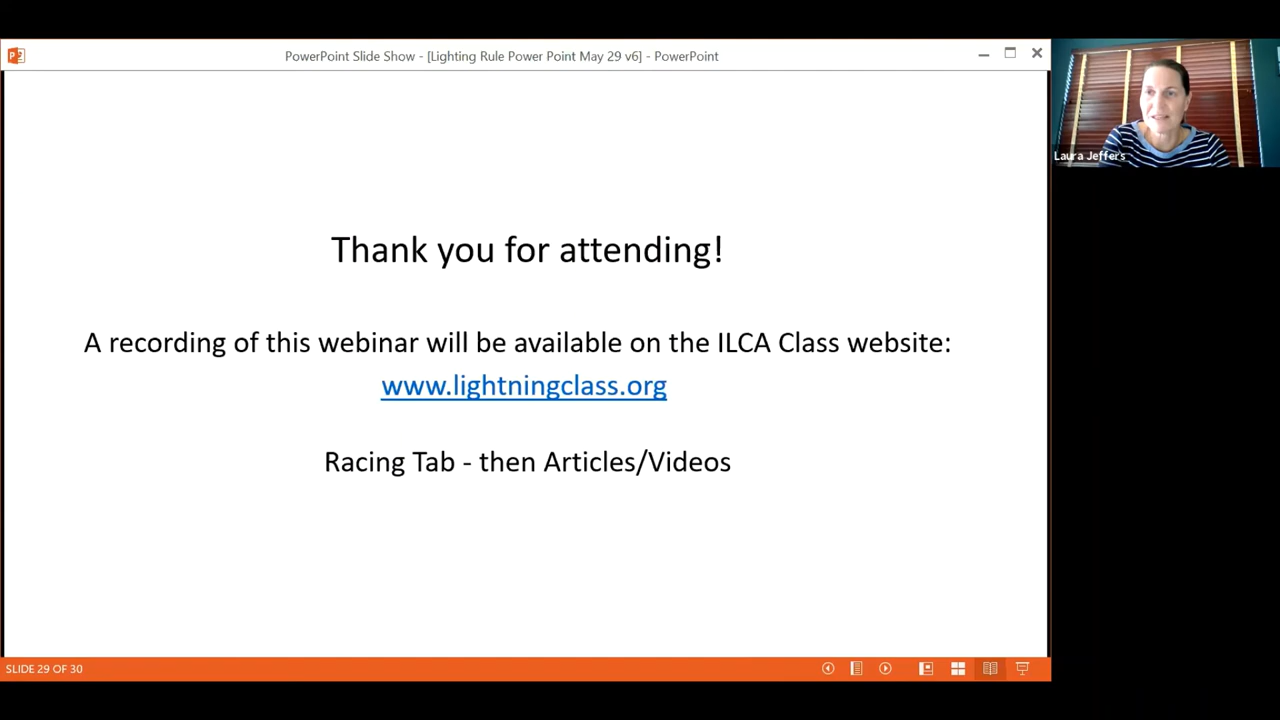 PowerPoint Slide Show - [Lighting Rule Power Point May 29 v6] - PowerPoint
Laura Jeffers
Thank you for attending!
A recording of this webinar will be available on the ILCA Class website:
www.lightningclass.org
Racing Tab - then Articles/Videos
SLIDE 29 OF 30